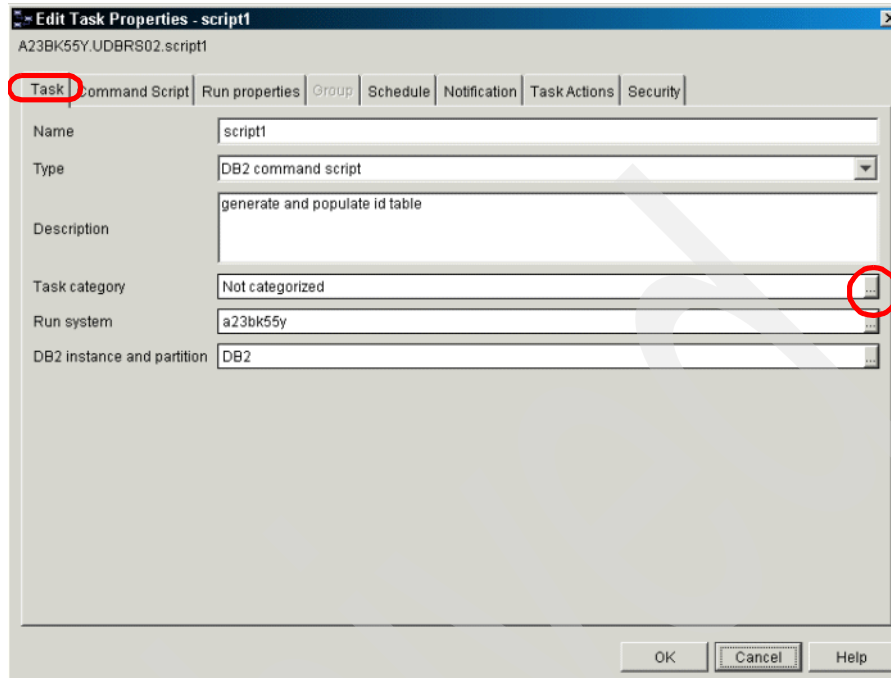 Edit Task Properties - script1
A23BK55Y.UDBRS02.script1
Task Command Script Run properties Group Schedule Notification Task Actions Security
Name script1
Type DB2 command script
Description generate and populate id table
Task category Not categorized ...
Run system a23bk55y ...
DB2 instance and partition DB2 ...
OK Cancel Help